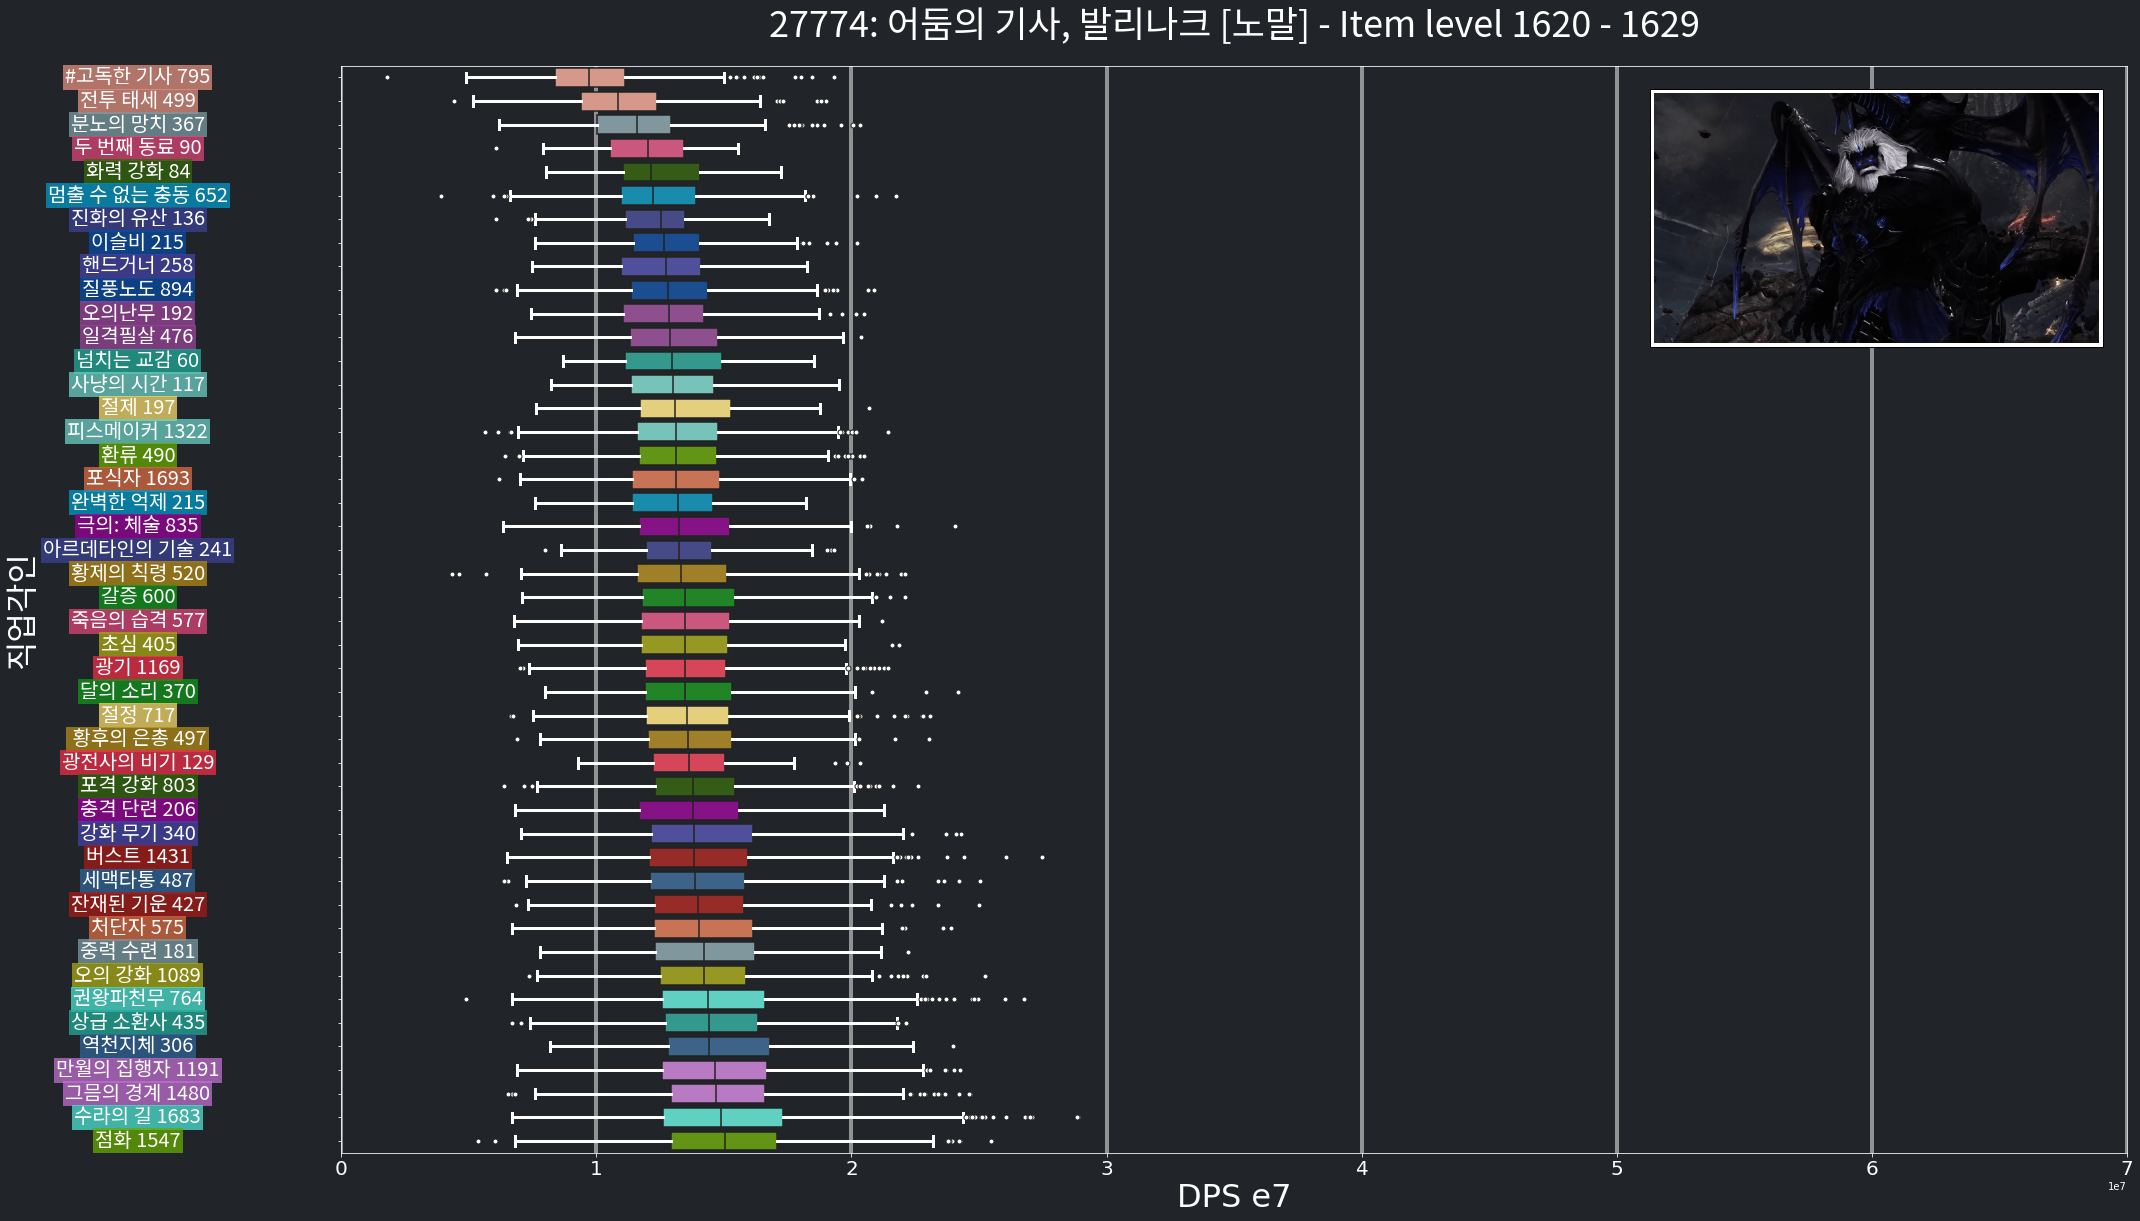 27774: 어둠의 기사, 발리나크 [노말] - Item level 1620 - 1629
#고독한 기사 795
전투 태세 499
분노의 망치 367
두 번째 동료 90
화력 강화 84
멈출 수 없는 충동 652
진화의 유산 136
이슬비 215
핸드거너 258
질풍노도 894
오의난무 192
일격필살 476
넘치는 교감 60
사냥의 시간 117
절제 197
피스메이커 1322
환류 490
포식자 1693
완벽한 억제 215
극의: 체술 835
아르데타인의 기술 241
황제의 칙령 520
갈증 600
죽음의 습격 577
초심 405
광기 1169
달의 소리 370
절정 717
황후의 은총 497
광전사의 비기 129
포격 강화 803
충격 단련 206
강화 무기 340
버스트 1431
세맥타통 487
잔재된 기운 427
처단자 575
중력 수련 181
오의 강화 1089
권왕파천무 764
상급 소환사 435
역천지체 306
만월의 집행자 1191
그믐의 경계 1480
수라의 길 1683
점화 1547
직업각인
0 1 2 3 4 5 6 7
1e7
DPS e7